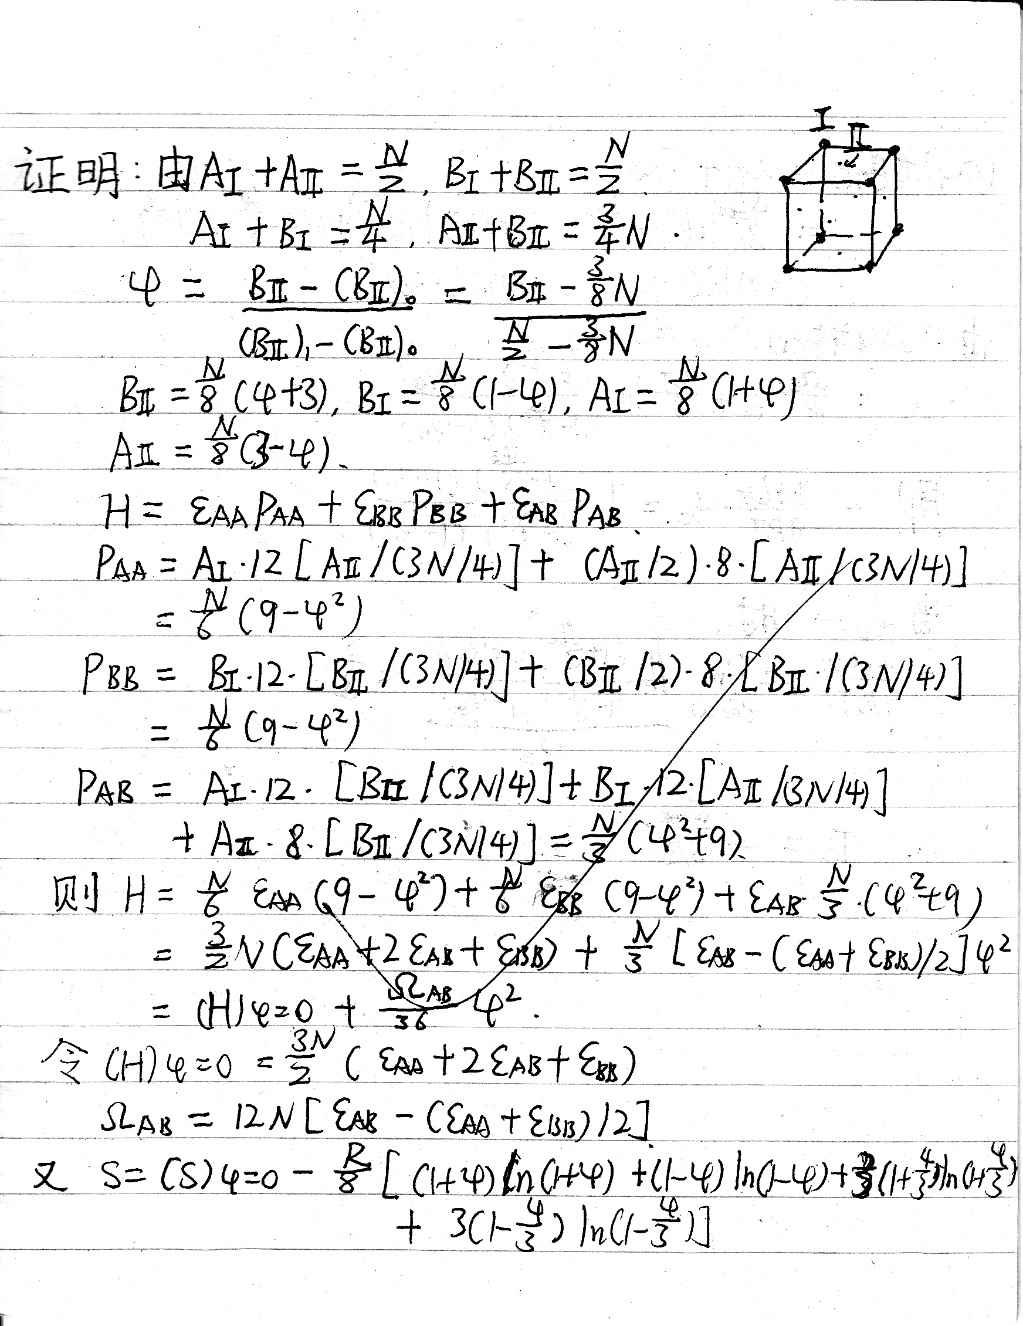 I
II
证明: 由 AI + AII = N/2, BI + BII = N/2.
AI + BI = N/4, AII + BII = 3/4 N.
φ = (BII - (BII)₀)/((BII)₁ - (BII)₀) = (BII - 3/8 N)/(N/2 - 3/8 N)
BII = N/8 (φ+3), BI = N/8 (1-φ), AI = N/8 (1+φ)
AII = N/8 (3-φ).
H = εAA PAA + εBB PBB + εAB PAB.
PAA = AI·12 [AII/(3N/4)] + (AII/2)·8·[AII/(3N/4)]
= N/6 (9-φ²)
PBB = BI·12·[BII/(3N/4)] + (BII/2)·8·[BII·/(3N/4)]
= N/6 (9-φ²)
PAB = AI·12·[BII/(3N/4)] + BI·12·[AII/(3N/4)]
+ AII·8·[BII/(3N/4)] = N/3 (φ²+9).
则 H = N/6 εAA (9-φ²) + N/6 εBB (9-φ²) + εAB·N/3·(φ²+9)
= 3/2 N (εAA + 2εAB + εBB) + N/3 [εAB - (εAA + εBB)/2] φ²
= (H)φ=0 + ΩAB/36 φ².
令 (H)φ=0 = 3N/2 (εAA + 2εAB + εBB)
ΩAB = 12N [εAB - (εAA + εBB)/2]
又 S = (S)φ=0 - R/8 [(1+φ) ln(1+φ) + (1-φ) ln(1-φ) + 3(1+φ/3) ln(1+φ/3)
+ 3(1-φ/3) ln(1-φ/3)]